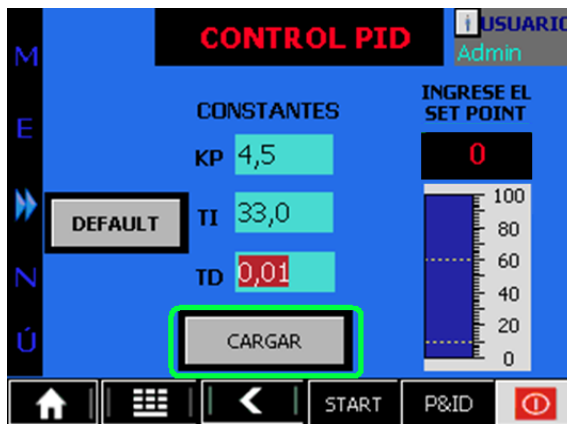 CONTROL PID
USUARIO
Admin
MENÚ
INGRESE EL
SET POINT
0
CONSTANTES
KP 4,5
TI 33,0
TD 0,01
DEFAULT
CARGAR
100
80
60
40
20
0
START
P&ID